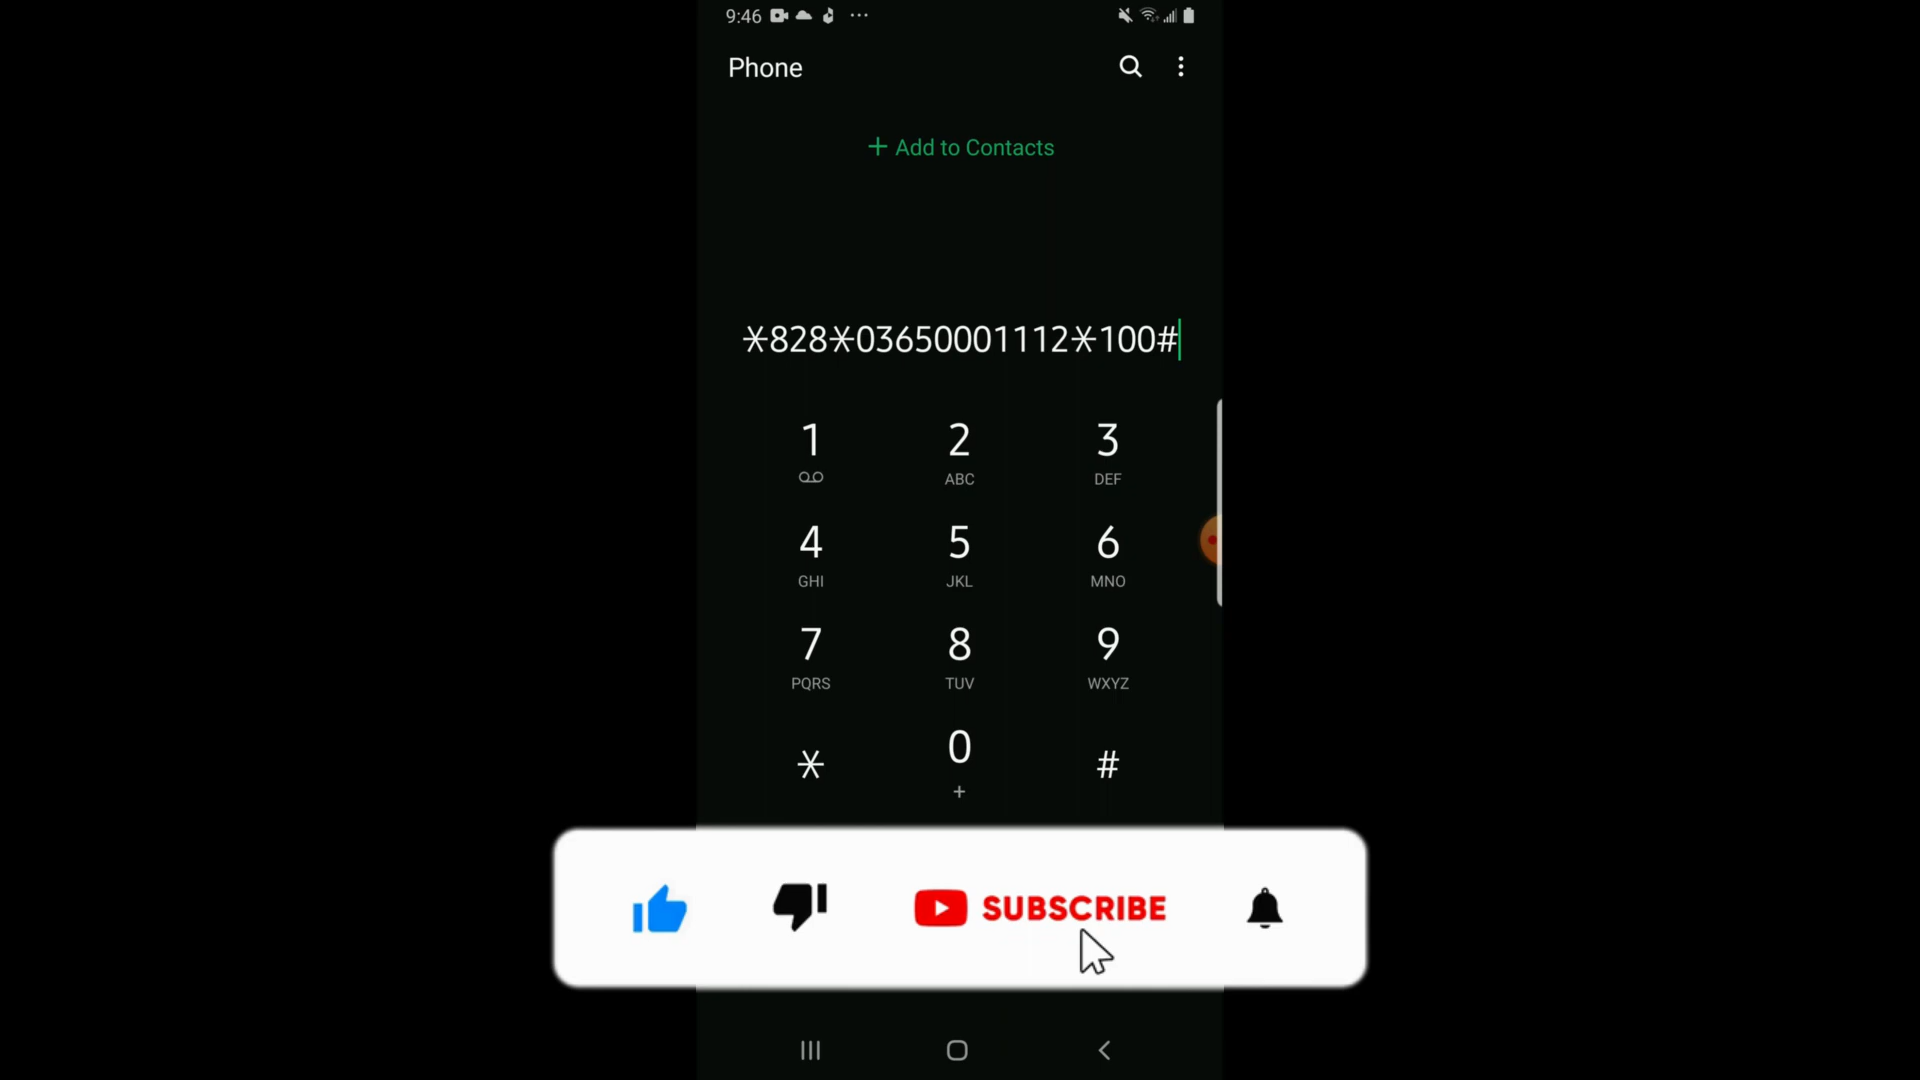 9:46
Phone
+ Add to Contacts
*828*03650001112*100#
1 2 3
ABC DEF
4 5 6
GHI JKL MNO
7 8 9
PQRS TUV WXYZ
* 0 #
+
SUBSCRIBE